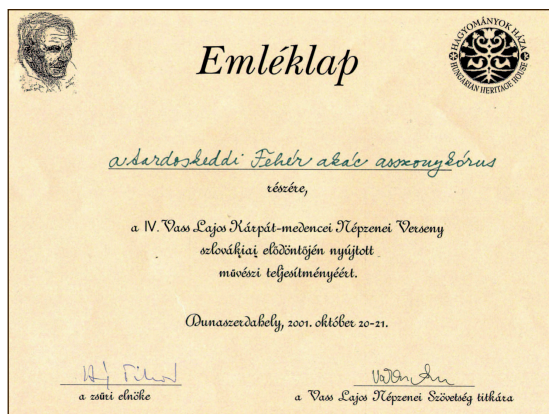 Emléklap
HAGYOMÁNYOK HÁZA
HUNGARIAN HERITAGE HOUSE
a tardoskeddi Fehér akác asszonykórus
részére,
a IV. Vass Lajos Kárpát-medencei Népzenei Verseny
szlovákiai elődöntőjén nyújtott
művészi teljesítményéért.
Dunaszerdahely, 2001. október 20-21.
a zsűri elnöke
a Vass Lajos Népzenei Szövetség titkára